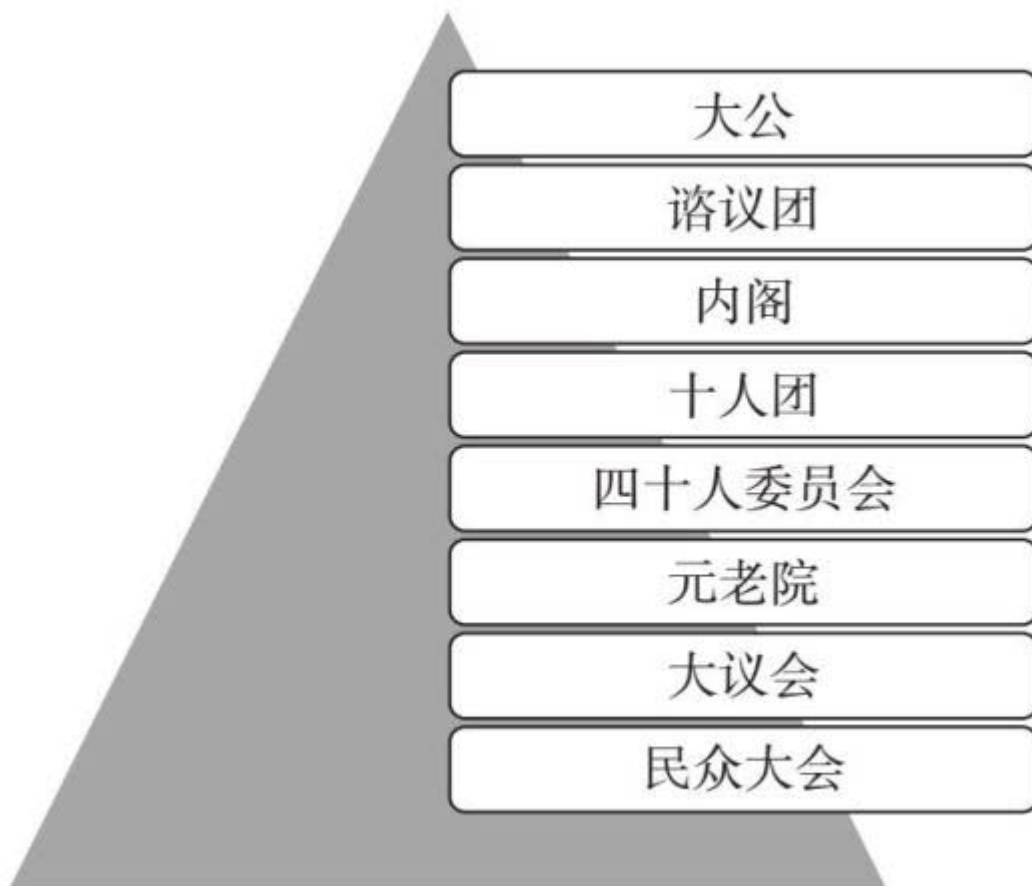 大公
谘议团
内阁
十人团
四十人委员会
元老院
大议会
民众大会